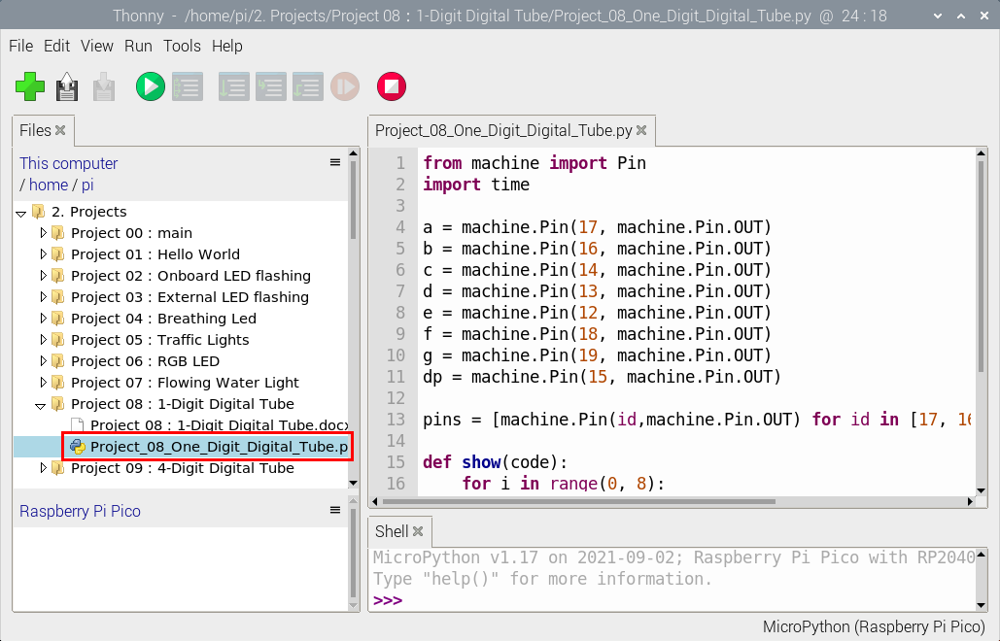 Thonny - /home/pi/2. Projects/Project 08 : 1-Digit Digital Tube/Project_08_One_Digit_Digital_Tube.py @ 24 : 18
File Edit View Run Tools Help
Files
This computer
/ home / pi
2. Projects
Project 00 : main
Project 01 : Hello World
Project 02 : Onboard LED flashing
Project 03 : External LED flashing
Project 04 : Breathing Led
Project 05 : Traffic Lights
Project 06 : RGB LED
Project 07 : Flowing Water Light
Project 08 : 1-Digit Digital Tube
Project 08 : 1-Digit Digital Tube.docx
Project_08_One_Digit_Digital_Tube.p
Project 09 : 4-Digit Digital Tube
Raspberry Pi Pico
Project_08_One_Digit_Digital_Tube.py
1 from machine import Pin
2 import time
3
4 a = machine.Pin(17, machine.Pin.OUT)
5 b = machine.Pin(16, machine.Pin.OUT)
6 c = machine.Pin(14, machine.Pin.OUT)
7 d = machine.Pin(13, machine.Pin.OUT)
8 e = machine.Pin(12, machine.Pin.OUT)
9 f = machine.Pin(18, machine.Pin.OUT)
10 g = machine.Pin(19, machine.Pin.OUT)
11 dp = machine.Pin(15, machine.Pin.OUT)
12
13 pins = [machine.Pin(id,machine.Pin.OUT) for id in [17, 16
14
15 def show(code):
16 for i in range(0, 8):
Shell
MicroPython v1.17 on 2021-09-02; Raspberry Pi Pico with RP2040
Type "help()" for more information.
>>>
MicroPython (Raspberry Pi Pico)